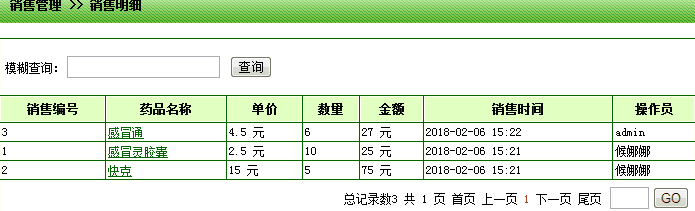 销售管理 >> 销售明细
模糊查询: 查询
销售编号 药品名称 单价 数量 金额 销售时间 操作员
3 感冒通 4.5 元 6 27 元 2018-02-06 15:22 admin
1 感冒灵胶囊 2.5 元 10 25 元 2018-02-06 15:21 候娜娜
2 快克 15 元 5 75 元 2018-02-06 15:21 候娜娜
总记录数3 共 1 页 首页 上一页 1 下一页 尾页 GO